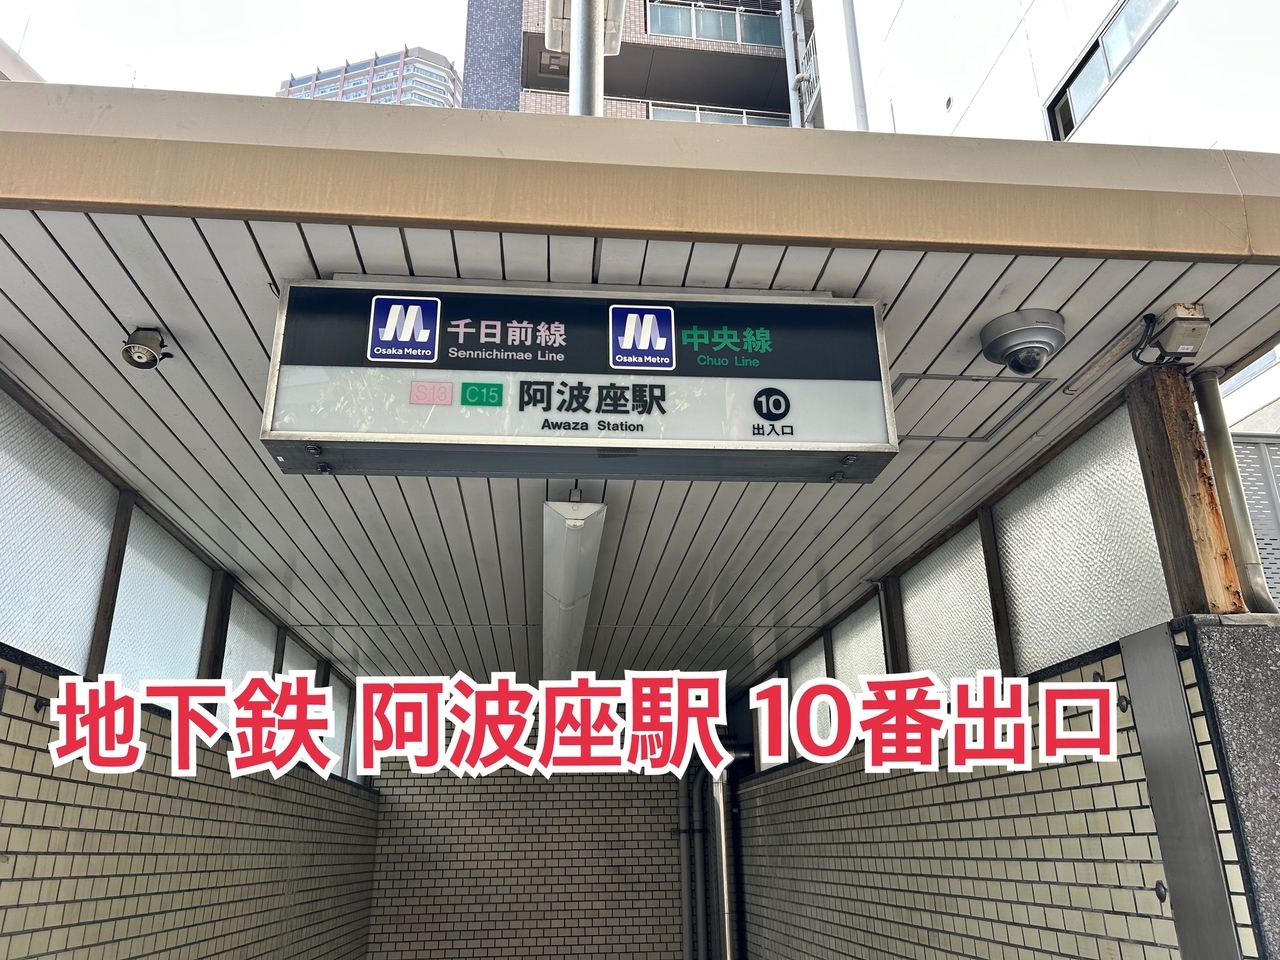 Osaka Metro 千日前線 Osaka Metro 中央線
Sennichimae Line Chuo Line
S13 C15 阿波座駅 10
Awaza Station 出入口
地下鉄 阿波座駅 10番出口